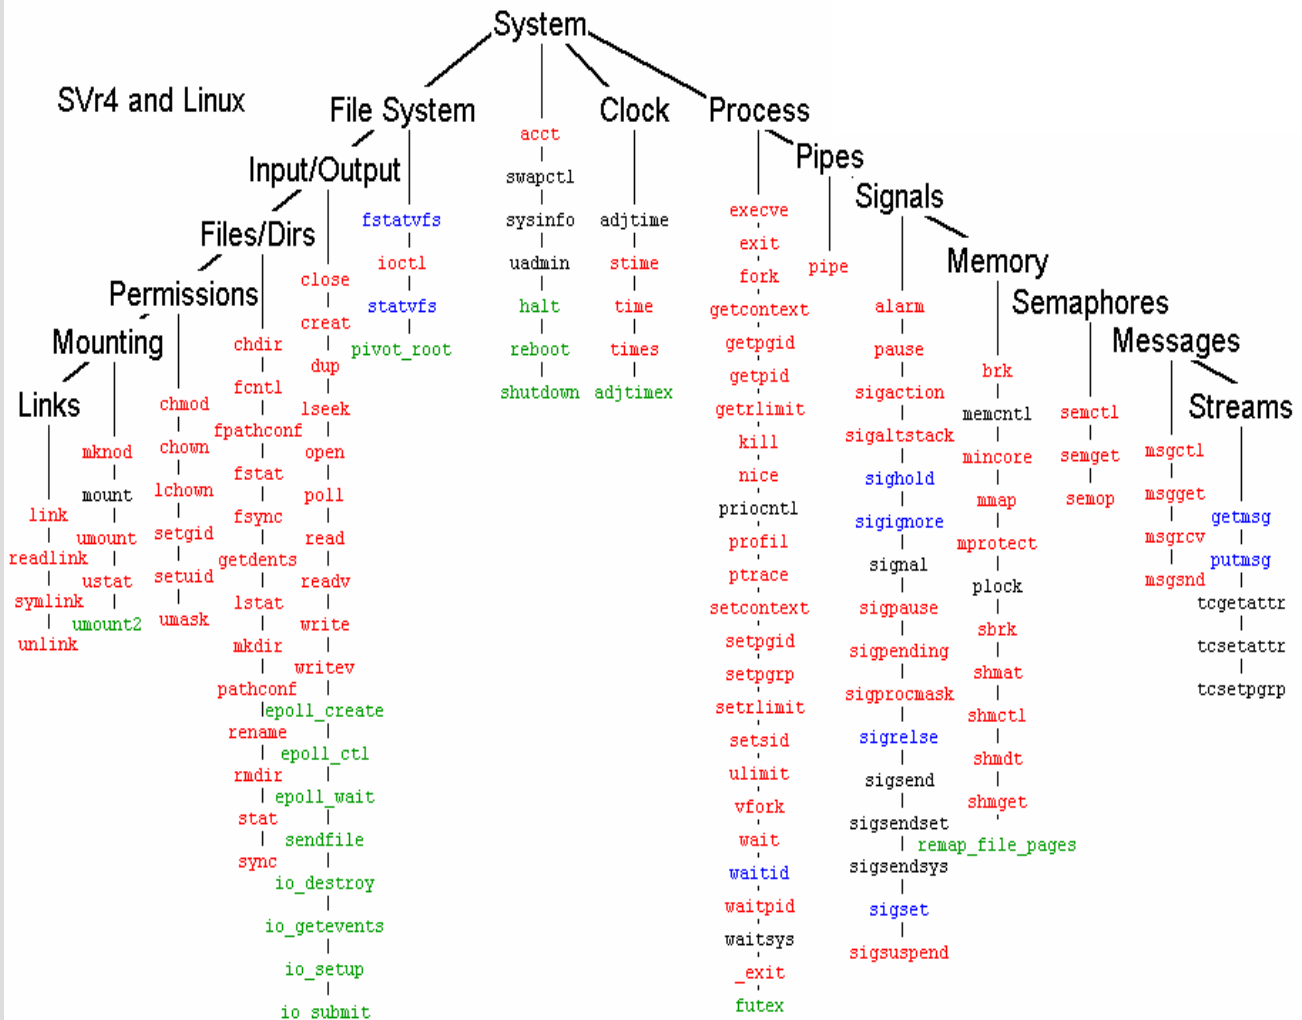 System
SVr4 and Linux
File System
Clock
Process
Input/Output
Pipes
Files/Dirs
Signals
Permissions
Memory
Mounting
Semaphores
Links
Messages
Streams
link
readlink
symlink
unlink
mknod
mount
umount
ustat
umount2
chmod
chown
lchown
setgid
setuid
umask
chdir
fcntl
fpathconf
fstat
fsync
getdents
lstat
mkdir
pathconf
rename
rmdir
stat
sync
close
creat
dup
lseek
open
poll
read
readv
write
writev
epoll_create
epoll_ctl
epoll_wait
sendfile
io_destroy
io_getevents
io_setup
io_submit
fstatvfs
ioctl
statvfs
pivot_root
acct
swapctl
sysinfo
uadmin
halt
reboot
shutdown
adjtime
stime
time
times
adjtimex
execve
exit
fork
getcontext
getpgid
getpid
getrlimit
kill
nice
priocntl
profil
ptrace
setcontext
setpgid
setpgrp
setrlimit
setsid
ulimit
vfork
wait
waitid
waitpid
waitsys
_exit
futex
pipe
alarm
pause
sigaction
sigaltstack
sighold
sigignore
signal
sigpause
sigpending
sigprocmask
sigrelse
sigsend
sigsendset
sigsendsys
sigset
sigsuspend
brk
memcntl
mincore
mmap
mprotect
plock
sbrk
shmat
shmctl
shmdt
shmget
remap_file_pages
semctl
semget
semop
msgctl
msgget
msgrcv
msgsnd
getmsg
putmsg
tcgetattr
tcsetattr
tcsetpgrp